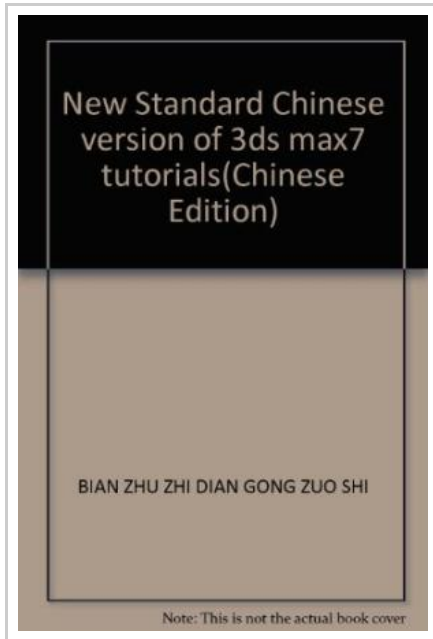 New Standard Chinese
version of 3ds max7
tutorials(Chinese
Edition)
BIAN ZHU ZHI DIAN GONG ZUO SHI
Note: This is not the actual book cover